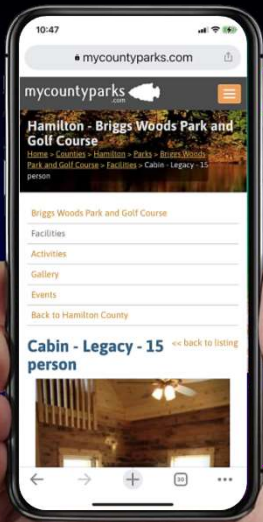 10:47
mycountyparks.com
mycountyparks
.com
Hamilton - Briggs Woods Park and
Golf Course
Home > Counties > Hamilton > Parks > Briggs Woods
Park and Golf Course > Facilities > Cabin - Legacy - 15
person
Briggs Woods Park and Golf Course
Facilities
Activities
Gallery
Events
Back to Hamilton County
Cabin - Legacy - 15 << back to listing
person